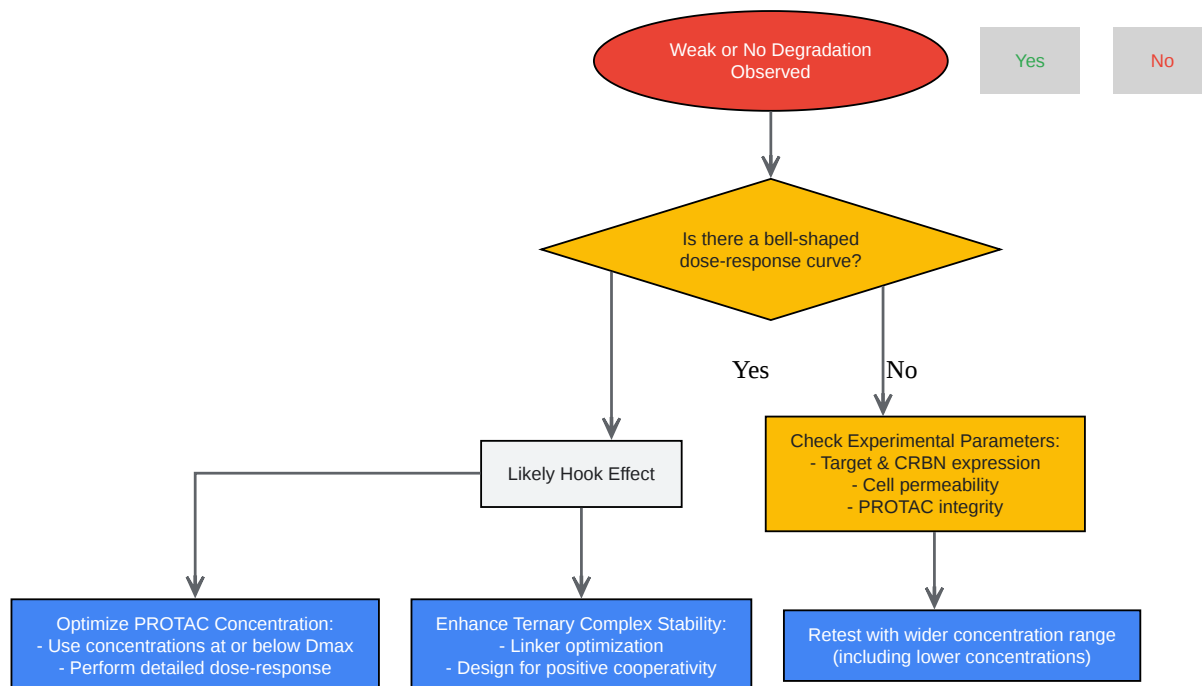 Weak or No Degradation
Observed
Yes
No
Is there a bell-shaped
dose-response curve?
Yes
No
Likely Hook Effect
Check Experimental Parameters:
- Target & CRBN expression
- Cell permeability
- PROTAC integrity
Optimize PROTAC Concentration:
- Use concentrations at or below Dmax
- Perform detailed dose-response
Enhance Ternary Complex Stability:
- Linker optimization
- Design for positive cooperativity
Retest with wider concentration range
(including lower concentrations)